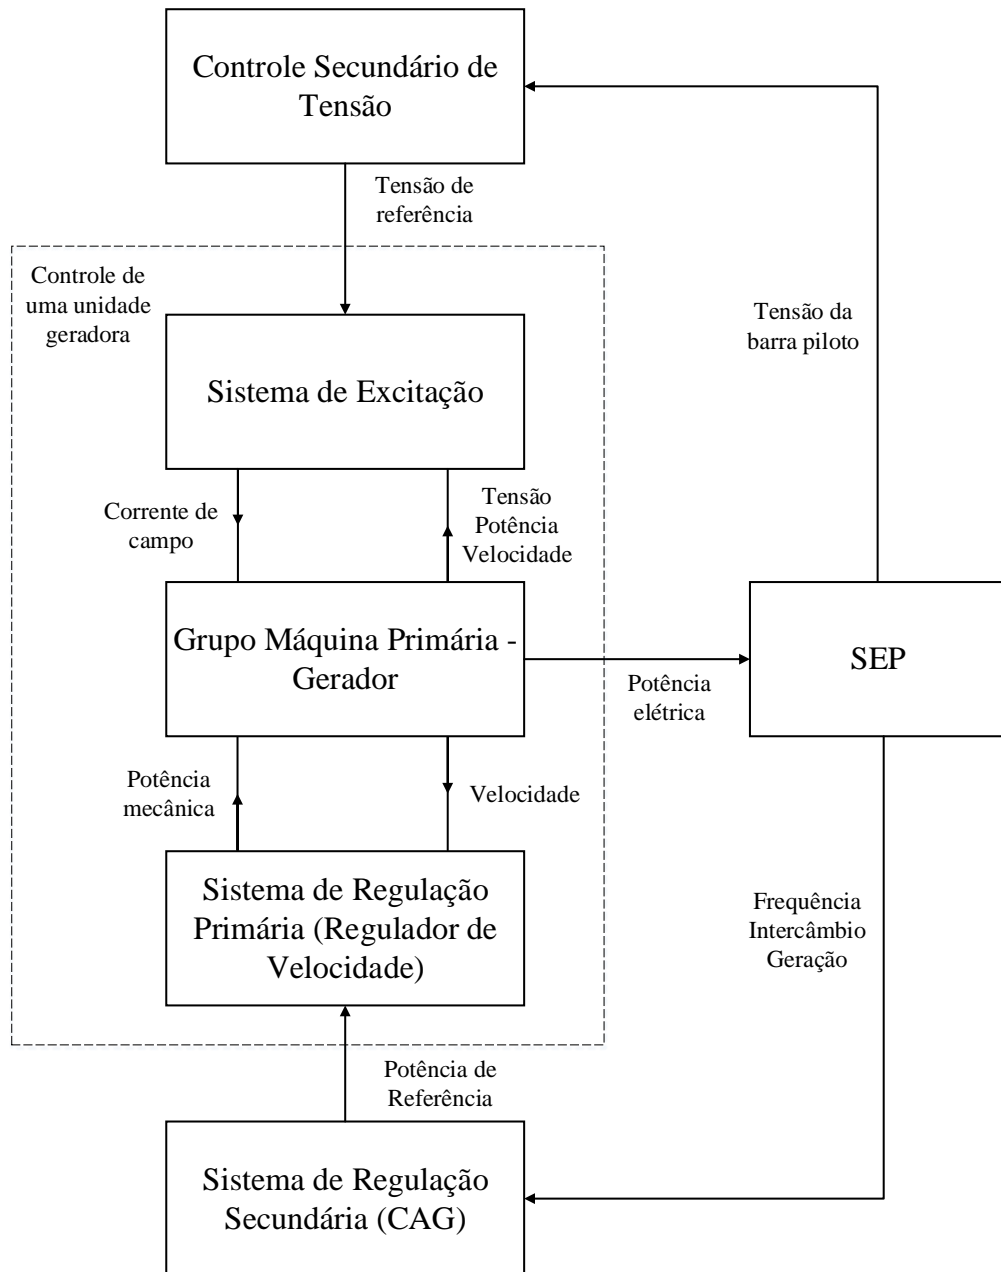 Controle Secundário de
Tensão
Tensão de
referência
Controle de
uma unidade
geradora
Tensão da
barra piloto
Sistema de Excitação
Corrente de
campo
Tensão
Potência
Velocidade
Grupo Máquina Primária -
Gerador
SEP
Potência
elétrica
Potência
mecânica
Velocidade
Sistema de Regulação
Primária (Regulador de
Velocidade)
Frequência
Intercâmbio
Geração
Potência de
Referência
Sistema de Regulação
Secundária (CAG)